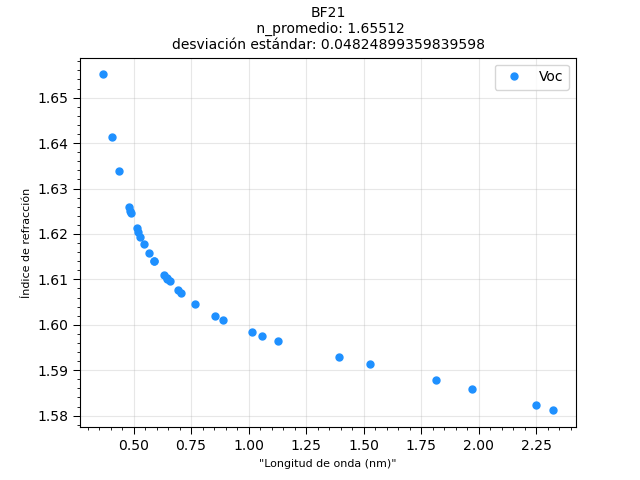 BF21
n_promedio: 1.65512
desviación estándar: 0.04824899359839598
Voc
1.65
1.64
1.63
1.62
1.61
1.60
1.59
1.58
Índice de refracción
0.50 0.75 1.00 1.25 1.50 1.75 2.00 2.25
"Longitud de onda (nm)"